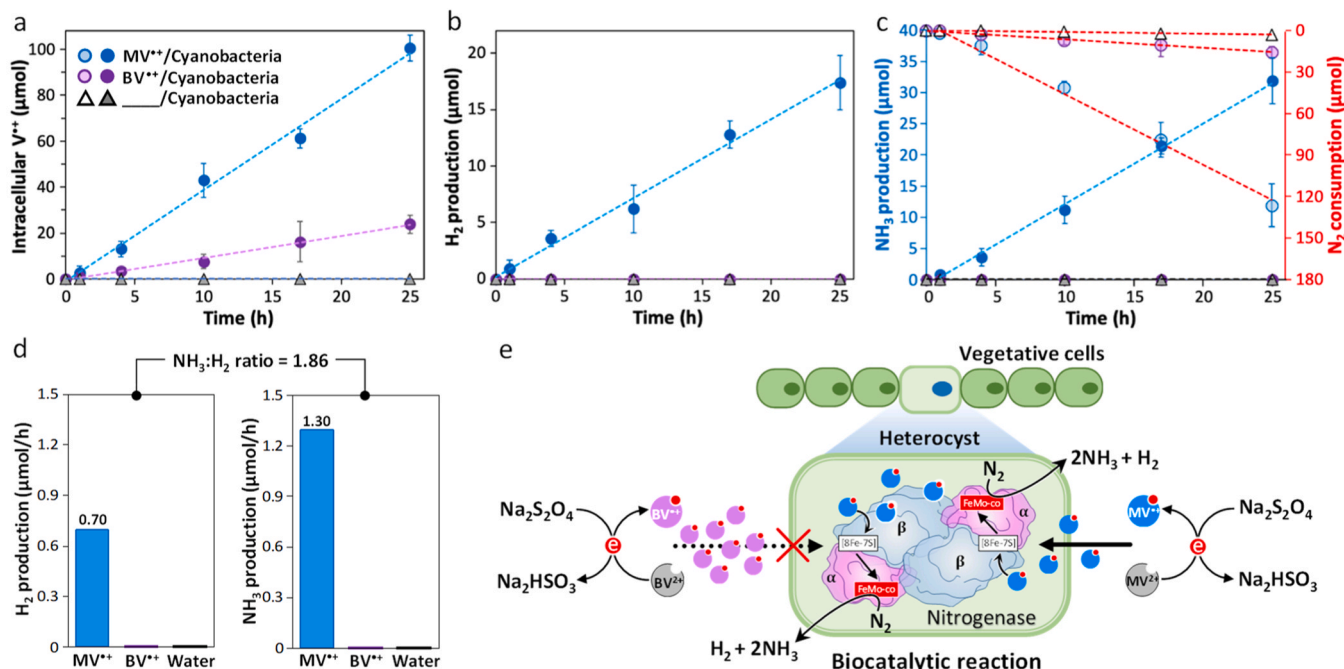 a
Intracellular V•+ (μmol)
100
80
60
40
20
0
MV•+/Cyanobacteria
BV•+/Cyanobacteria
____/Cyanobacteria
0 5 10 15 20 25
Time (h)
b
H2 production (μmol)
20
15
10
5
0
0 5 10 15 20 25
Time (h)
c
NH3 production (μmol)
40
35
30
25
20
15
10
5
0
0
30
60
90
120
150
180
N2 consumption (μmol)
0 5 10 15 20 25
Time (h)
d
NH3:H2 ratio = 1.86
H2 production (μmol/h)
1.5
1.2
0.9
0.6
0.3
0
0.70
MV•+ BV•+ Water
NH3 production (μmol/h)
1.5
1.2
0.9
0.6
0.3
0
1.30
MV•+ BV•+ Water
e
Vegetative cells
Heterocyst
Na2S2O4
Na2HSO3
e
BV•+
BV2+
N2
2NH3 + H2
FeMo-co
α
β
[8Fe-7S]
[8Fe-7S]
β
α
FeMo-co
N2
H2 + 2NH3
Nitrogenase
MV•+
MV2+
e
Na2S2O4
Na2HSO3
Biocatalytic reaction